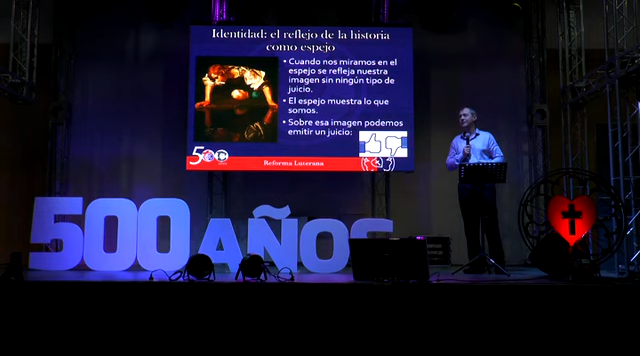 Identidad: el reflejo de la historia
como espejo
• Cuando nos miramos en el
espejo se refleja nuestra
imagen sin ningún tipo de
juicio.
• El espejo muestra lo que
somos.
• Sobre esa imagen podemos
emitir un juicio:
Reforma Luterana
500 AÑOS